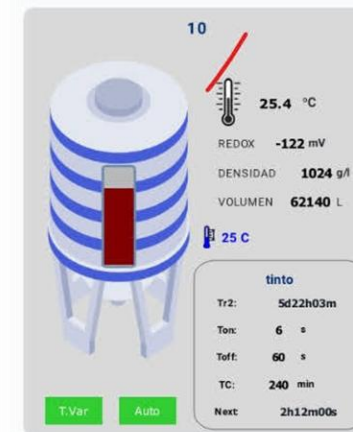 10
25.4 °C
REDOX -122 mV
DENSIDAD 1024 g/l
VOLUMEN 62140 L
25 C
tinto
Tr2: 5d22h03m
Ton: 6 s
Toff: 60 s
TC: 240 min
Next: 2h12m00s
T.Var Auto